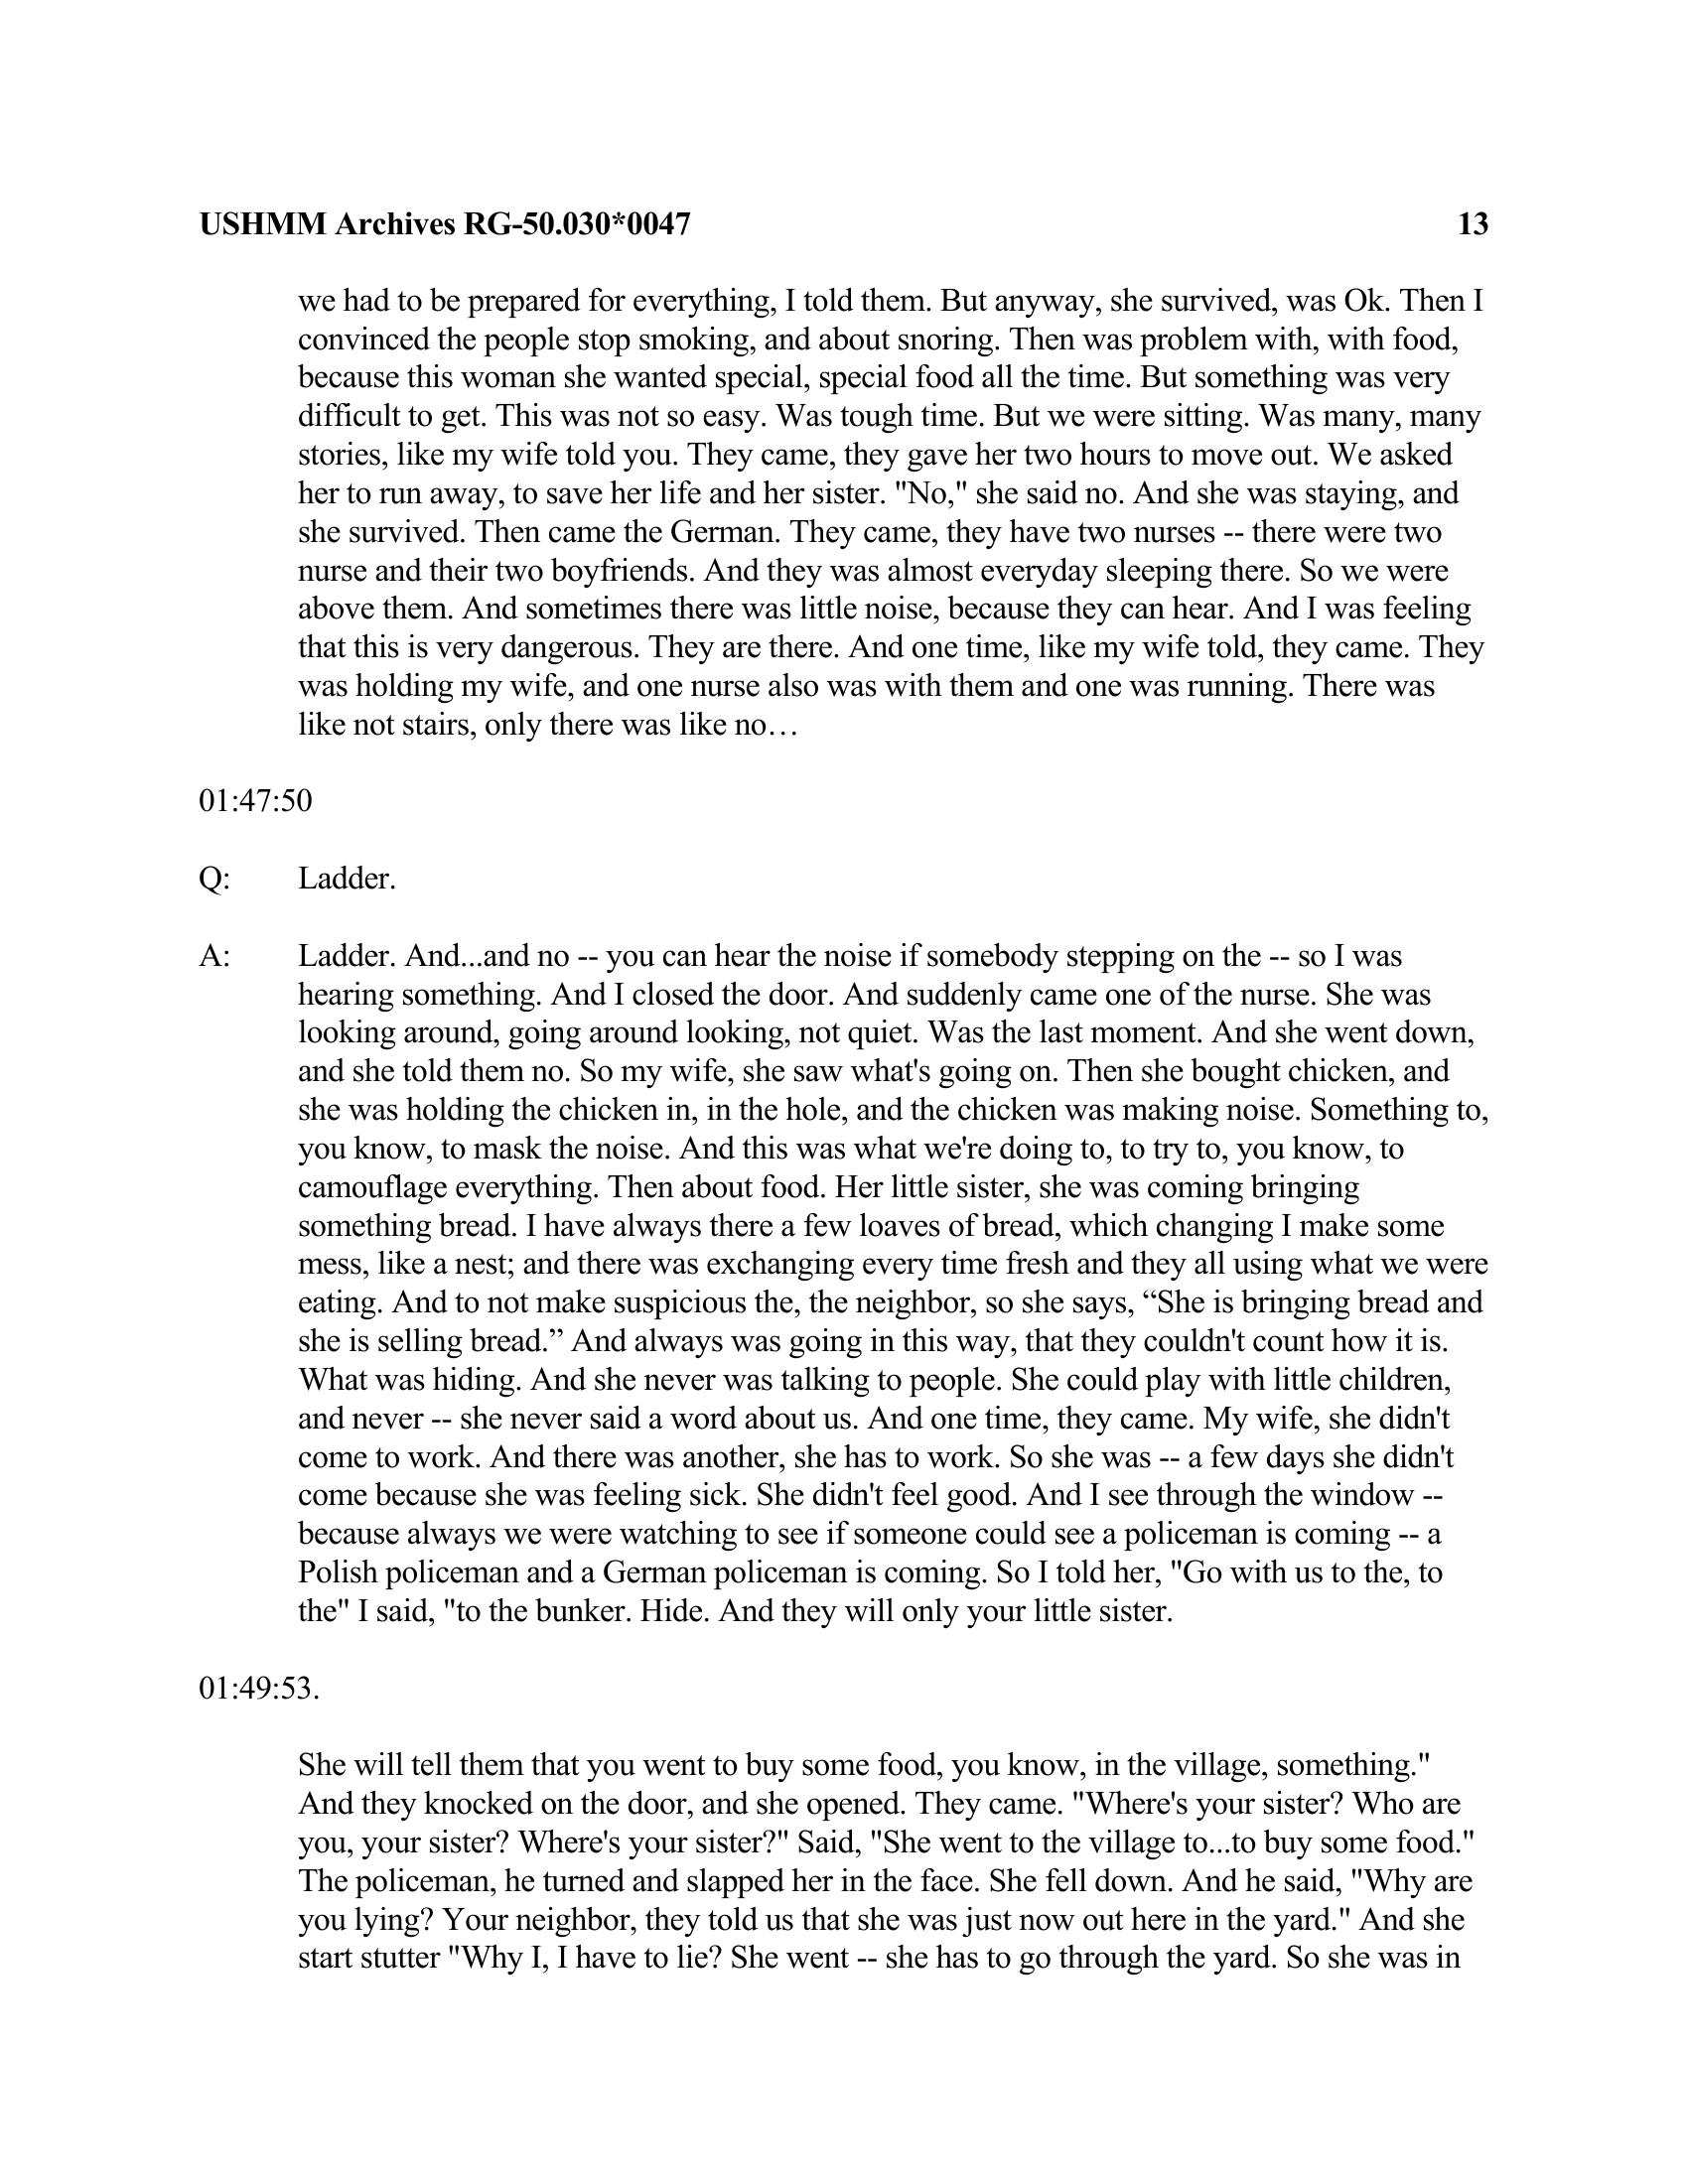 USHMM Archives RG-50.030*0047 13
we had to be prepared for everything, I told them. But anyway, she survived, was Ok. Then I
convinced the people stop smoking, and about snoring. Then was problem with, with food,
because this woman she wanted special, special food all the time. But something was very
difficult to get. This was not so easy. Was tough time. But we were sitting. Was many, many
stories, like my wife told you. They came, they gave her two hours to move out. We asked
her to run away, to save her life and her sister. "No," she said no. And she was staying, and
she survived. Then came the German. They came, they have two nurses -- there were two
nurse and their two boyfriends. And they was almost everyday sleeping there. So we were
above them. And sometimes there was little noise, because they can hear. And I was feeling
that this is very dangerous. They are there. And one time, like my wife told, they came. They
was holding my wife, and one nurse also was with them and one was running. There was
like not stairs, only there was like no…
01:47:50
Q: Ladder.
A: Ladder. And...and no -- you can hear the noise if somebody stepping on the -- so I was
hearing something. And I closed the door. And suddenly came one of the nurse. She was
looking around, going around looking, not quiet. Was the last moment. And she went down,
and she told them no. So my wife, she saw what's going on. Then she bought chicken, and
she was holding the chicken in, in the hole, and the chicken was making noise. Something to,
you know, to mask the noise. And this was what we're doing to, to try to, you know, to
camouflage everything. Then about food. Her little sister, she was coming bringing
something bread. I have always there a few loaves of bread, which changing I make some
mess, like a nest; and there was exchanging every time fresh and they all using what we were
eating. And to not make suspicious the, the neighbor, so she says, “She is bringing bread and
she is selling bread.” And always was going in this way, that they couldn't count how it is.
What was hiding. And she never was talking to people. She could play with little children,
and never -- she never said a word about us. And one time, they came. My wife, she didn't
come to work. And there was another, she has to work. So she was -- a few days she didn't
come because she was feeling sick. She didn't feel good. And I see through the window --
because always we were watching to see if someone could see a policeman is coming -- a
Polish policeman and a German policeman is coming. So I told her, "Go with us to the, to
the" I said, "to the bunker. Hide. And they will only your little sister.
01:49:53.
She will tell them that you went to buy some food, you know, in the village, something."
And they knocked on the door, and she opened. They came. "Where's your sister? Who are
you, your sister? Where's your sister?" Said, "She went to the village to...to buy some food."
The policeman, he turned and slapped her in the face. She fell down. And he said, "Why are
you lying? Your neighbor, they told us that she was just now out here in the yard." And she
start stutter "Why I, I have to lie? She went -- she has to go through the yard. So she was in